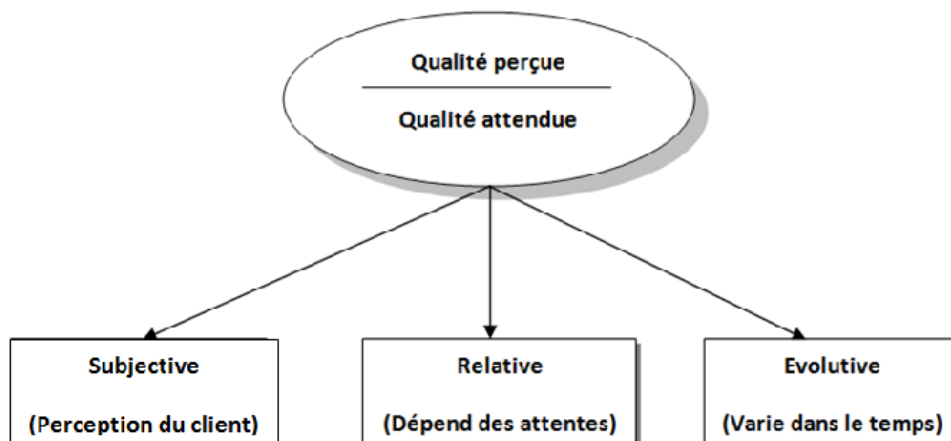 Qualité perçue
Qualité attendue
Subjective
(Perception du client)
Relative
(Dépend des attentes)
Evolutive
(Varie dans le temps)